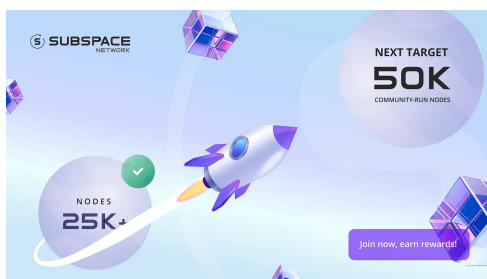 SUBSPACE
NETWORK
NEXT TARGET
50K
COMMUNITY-RUN NODES
NODES
25K+
Join now, earn rewards!